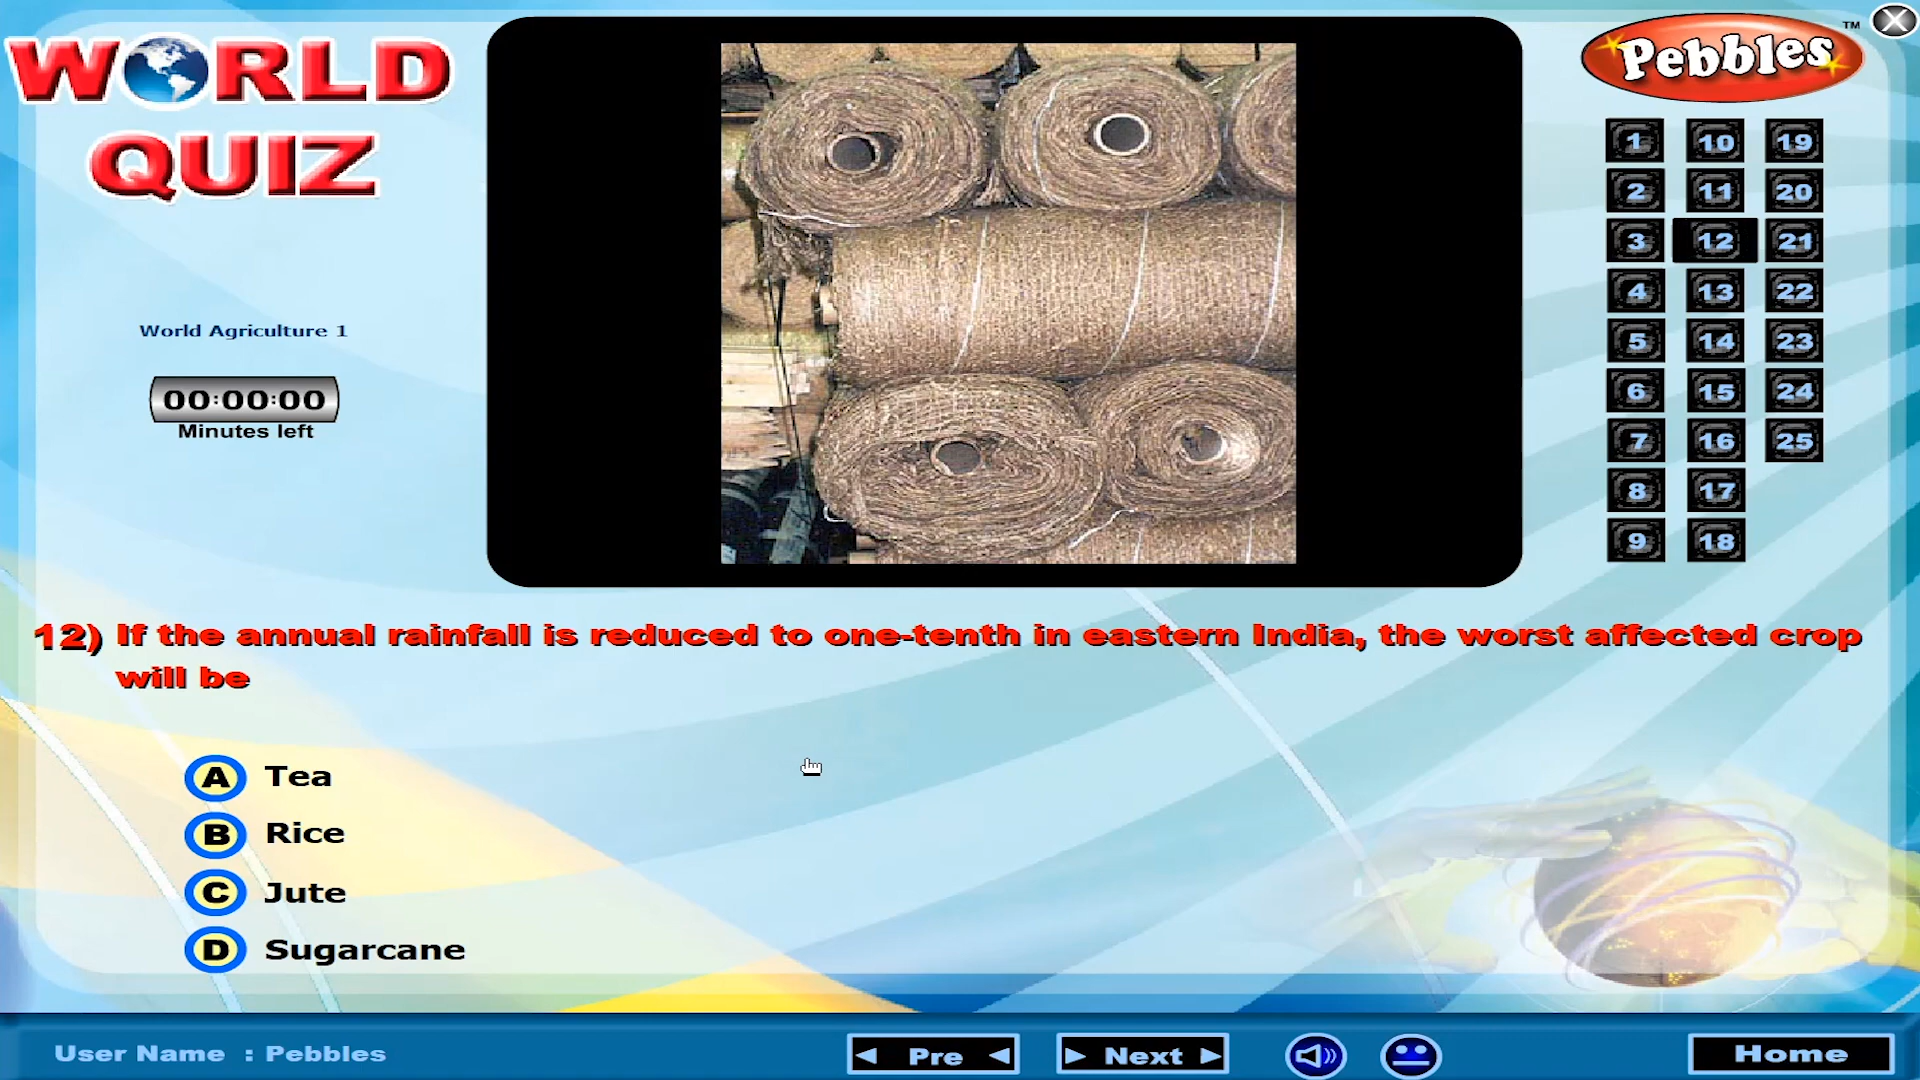 WORLD
QUIZ
Pebbles™
World Agriculture 1
00:00:00
Minutes left
1 10 19
2 11 20
3 12 21
4 13 22
5 14 23
6 15 24
7 16 25
8 17
9 18
12) If the annual rainfall is reduced to one-tenth in eastern India, the worst affected crop
will be
A Tea
B Rice
C Jute
D Sugarcane
User Name : Pebbles
Pre
Next
Home